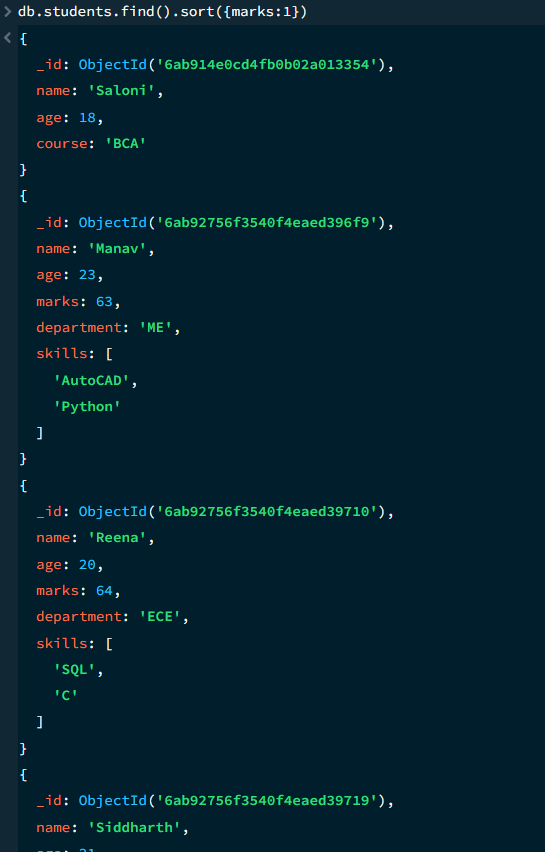 db.students.find().sort({marks:1})
{
_id: ObjectId('6ab914e0cd4fb0b02a013354'),
name: 'Saloni',
age: 18,
course: 'BCA'
}
{
_id: ObjectId('6ab92756f3540f4eaed396f9'),
name: 'Manav',
age: 23,
marks: 63,
department: 'ME',
skills: [
'AutoCAD',
'Python'
]
}
{
_id: ObjectId('6ab92756f3540f4eaed39710'),
name: 'Reena',
age: 20,
marks: 64,
department: 'ECE',
skills: [
'SQL',
'C'
]
}
{
_id: ObjectId('6ab92756f3540f4eaed39719'),
name: 'Siddharth',